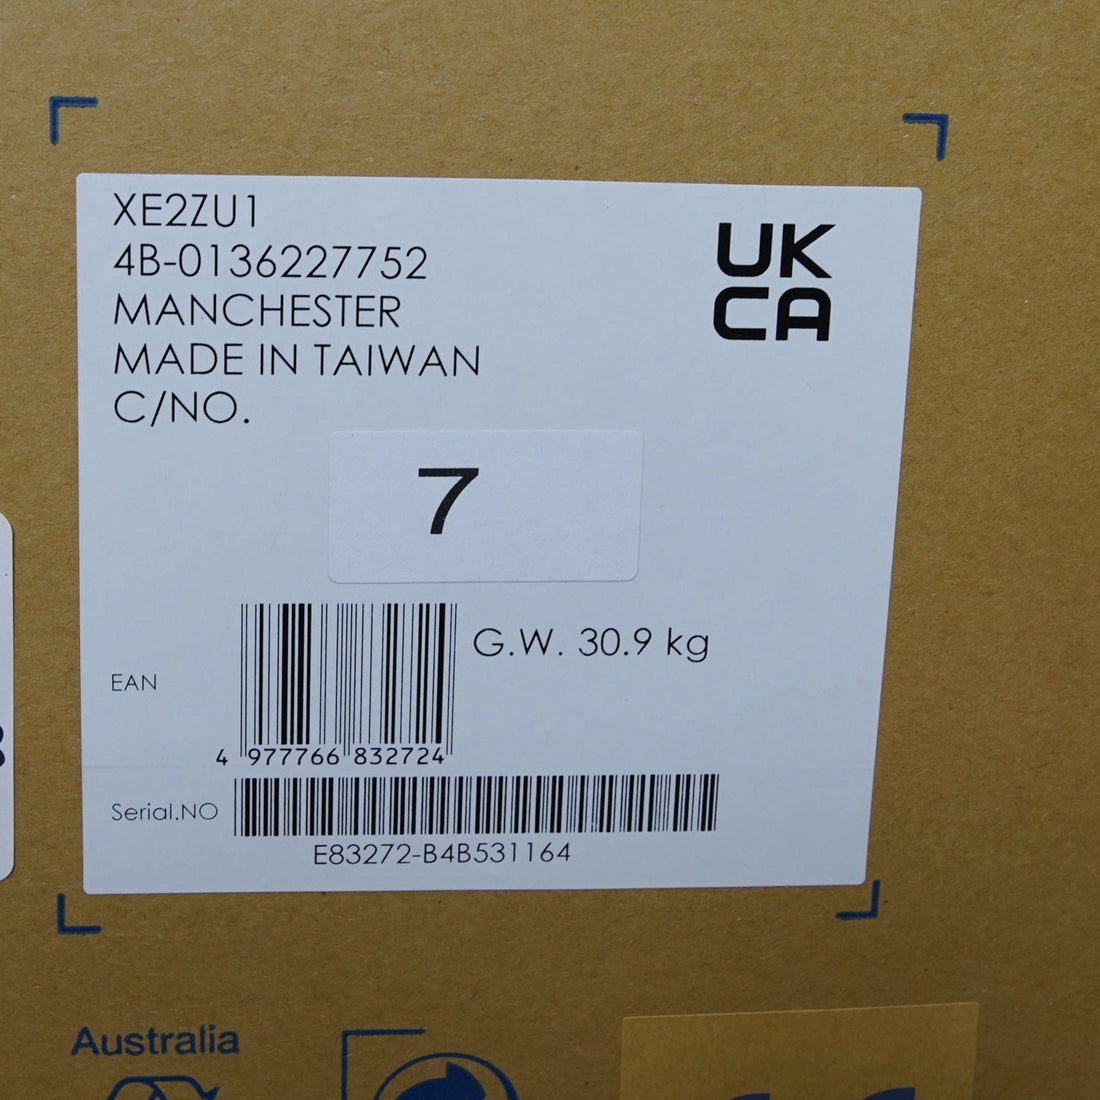 XE2ZU1
4B-0136227752
MANCHESTER
MADE IN TAIWAN
C/NO.
7
UK
CA
G.W. 30.9 kg
EAN
4 977766 832724
Serial.NO
E83272-B4B531164
Australia